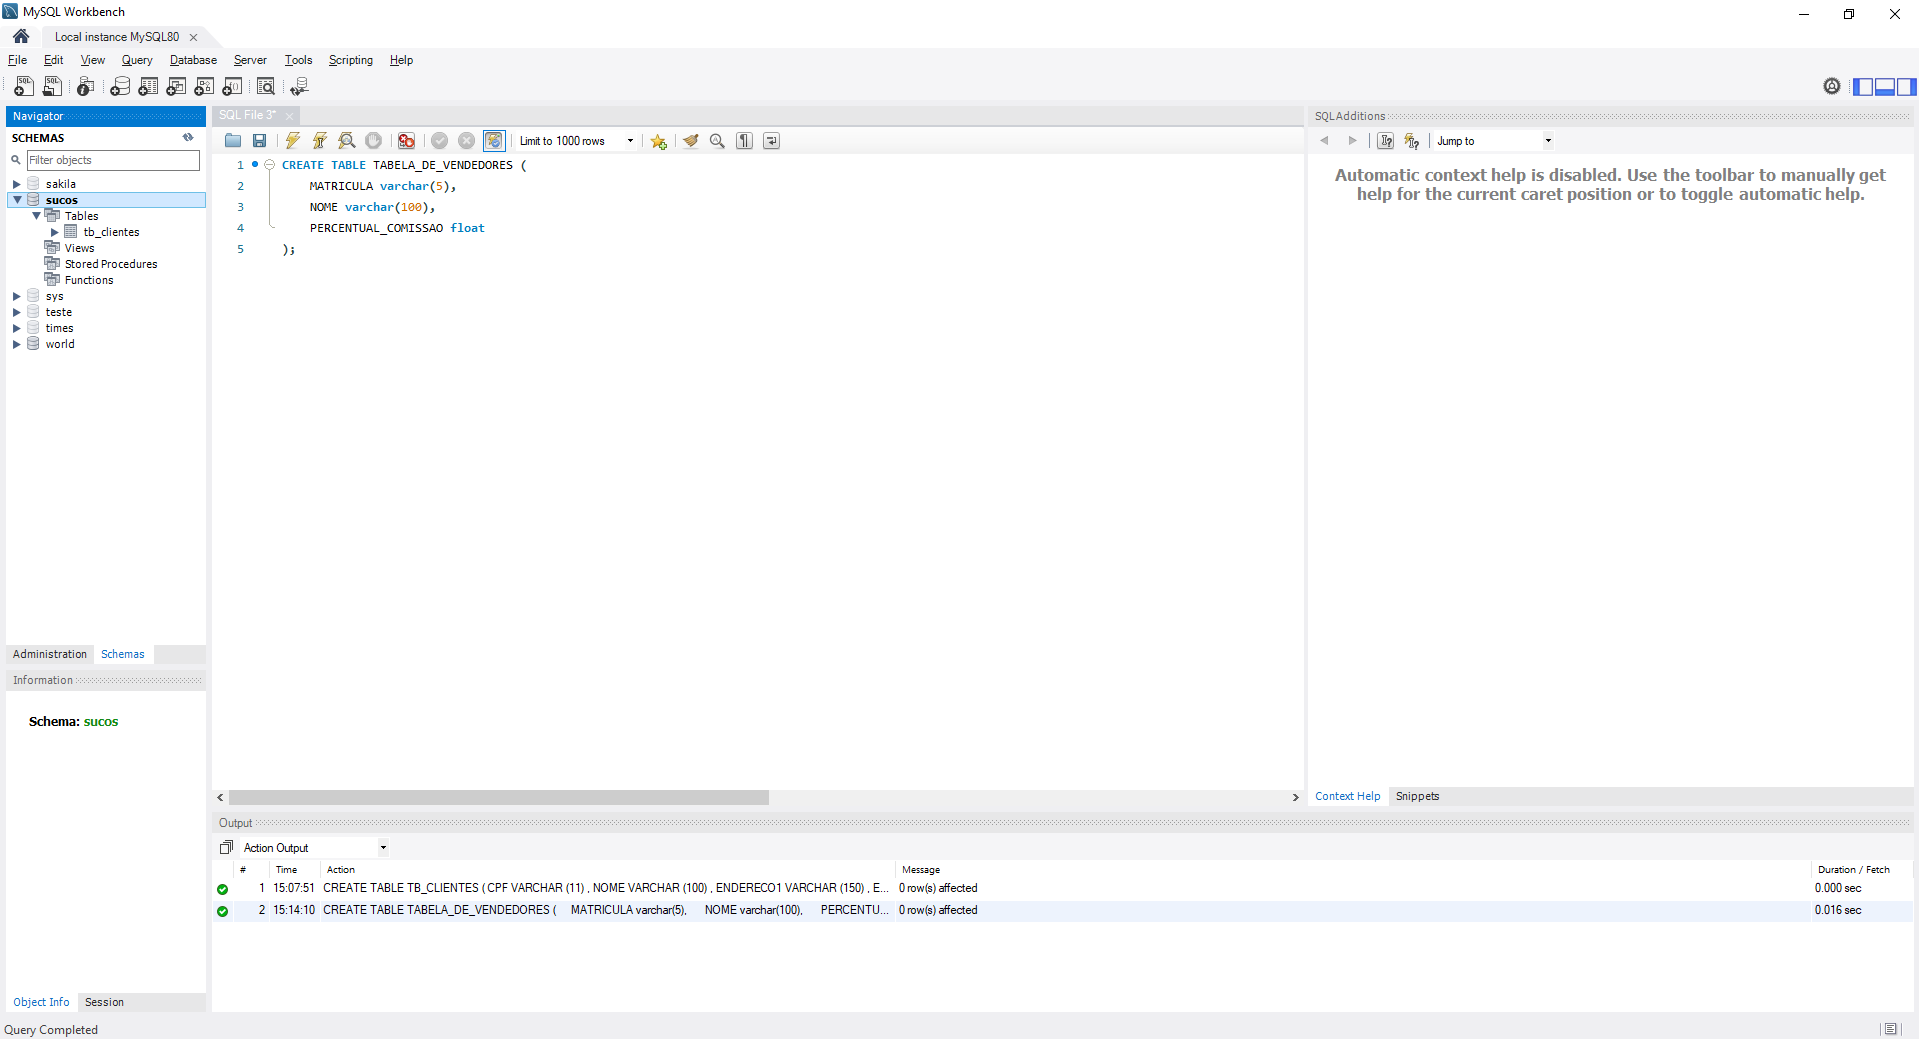 MySQL Workbench
Local instance MySQL80
File Edit View Query Database Server Tools Scripting Help
Navigator
SCHEMAS
Filter objects
sakila
sucos
Tables
tb_clientes
Views
Stored Procedures
Functions
sys
teste
times
world
Administration Schemas
Information
Schema: sucos
Object Info Session
SQL File 3*
Limit to 1000 rows
1 CREATE TABLE TABELA_DE_VENDEDORES (
2 MATRICULA varchar(5),
3 NOME varchar(100),
4 PERCENTUAL_COMISSAO float
5 );
SQLAdditions
Jump to
Automatic context help is disabled. Use the toolbar to manually get
help for the current caret position or to toggle automatic help.
Context Help Snippets
Output
Action Output
# Time Action Message Duration / Fetch
1 15:07:51 CREATE TABLE TB_CLIENTES ( CPF VARCHAR (11) , NOME VARCHAR (100) , ENDERECO1 VARCHAR (150) , E... 0 row(s) affected 0.000 sec
2 15:14:10 CREATE TABLE TABELA_DE_VENDEDORES ( MATRICULA varchar(5), NOME varchar(100), PERCENTU... 0 row(s) affected 0.016 sec
Query Completed